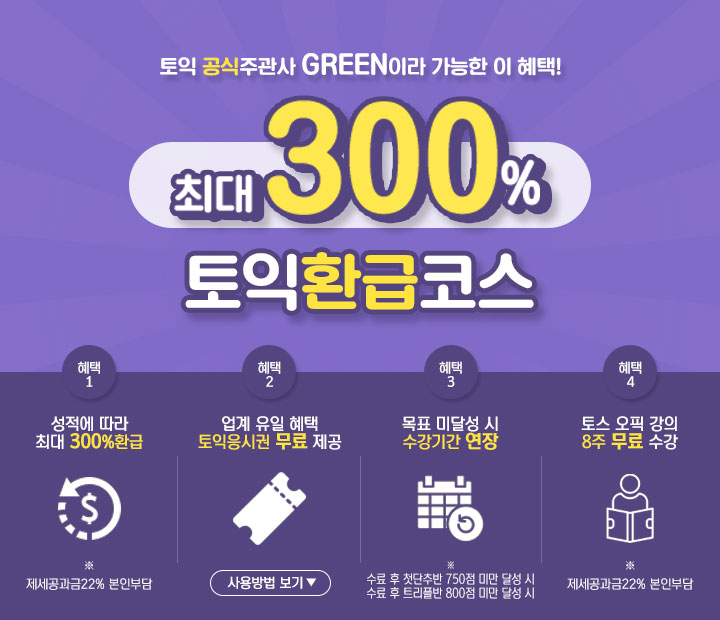 토익 공식주관사 GREEN이라 가능한 이 혜택!
최대 300%
토익환급코스
혜택
1
성적에 따라
최대 300%환급
※
제세공과금22% 본인부담
혜택
2
업계 유일 혜택
토익응시권 무료 제공
사용방법 보기▼
혜택
3
목표 미달성 시
수강기간 연장
※
수료 후 첫단추반 750점 미만 달성 시
수료 후 트리플반 800점 미만 달성 시
혜택
4
토스 오픽 강의
8주 무료 수강
※
제세공과금22% 본인부담